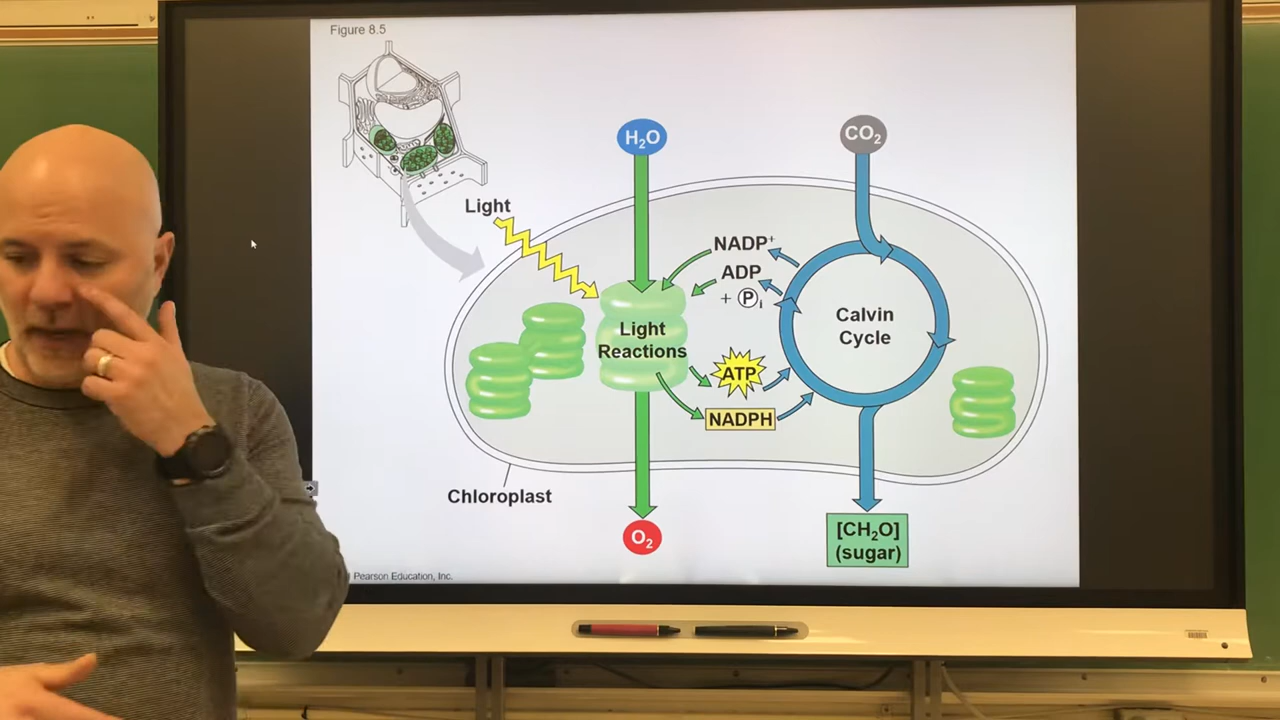 Figure 8.5
H₂O
CO₂
Light
NADP⁺
ADP
+ Pᵢ
Light
Reactions
Calvin
Cycle
ATP
NADPH
Chloroplast
O₂
[CH₂O]
(sugar)
Pearson Education, Inc.